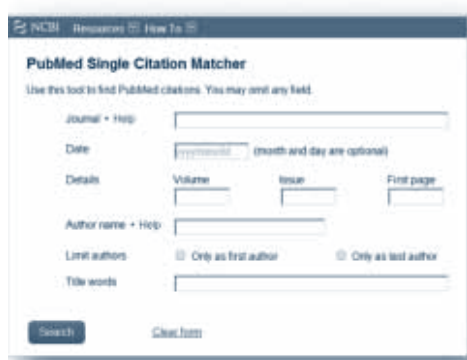 NCBI Resources How To
PubMed Single Citation Matcher
Use this tool to find PubMed citations. You may omit any field.
Journal • Help
Date yyyy/mm/dd (month and day are optional)
Details Volume Issue First page
Author name • Help
Limit authors Only as first author Only as last author
Title words
Search Clear form